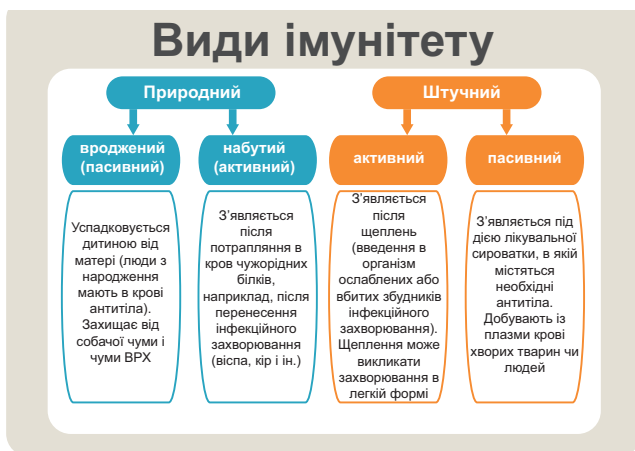 Види імунітету
Природний
Штучний
вроджений
(пасивний)
набутий
(активний)
активний
пасивний
Успадковується
дитиною від
матері (люди з
народження
мають в крові
антитіла).
Захищає від
собачої чуми і
чуми ВРХ
З’являється
після
потрапляння в
кров чужорідних
білків,
наприклад, після
перенесення
інфекційного
захворювання
(віспа, кір і ін.)
З’являється
після
щеплень
(введення в
організм
ослаблених або
вбитих збудників
інфекційного
захворювання).
Щеплення може
викликати
захворювання в
легкій формі
З’являється під
дією лікувальної
сироватки, в якій
містяться
необхідні
антитіла.
Добувають із
плазми крові
хворих тварин чи
людей